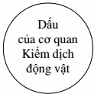 Dấu
của cơ quan
Kiểm dịch
động vật